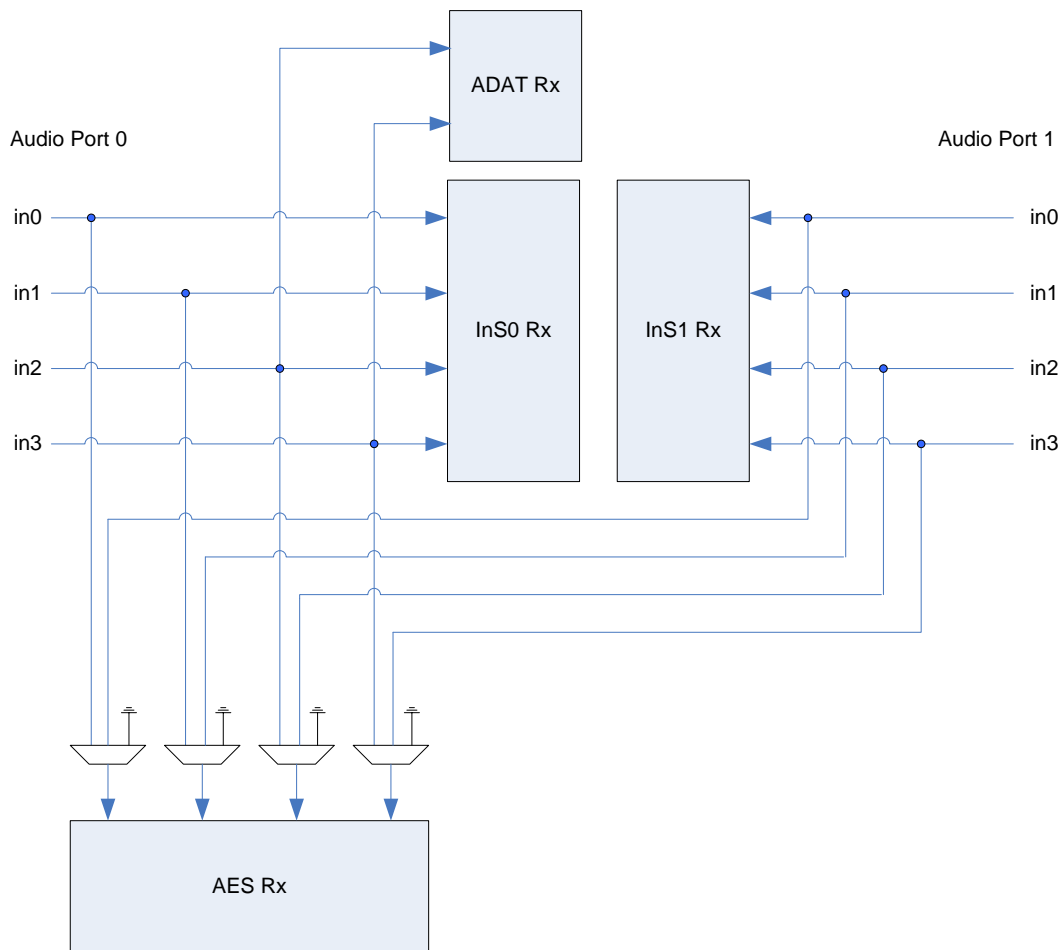 ADAT Rx
Audio Port 0
Audio Port 1
in0
in0
in1
in1
InS0 Rx
InS1 Rx
in2
in2
in3
in3
AES Rx